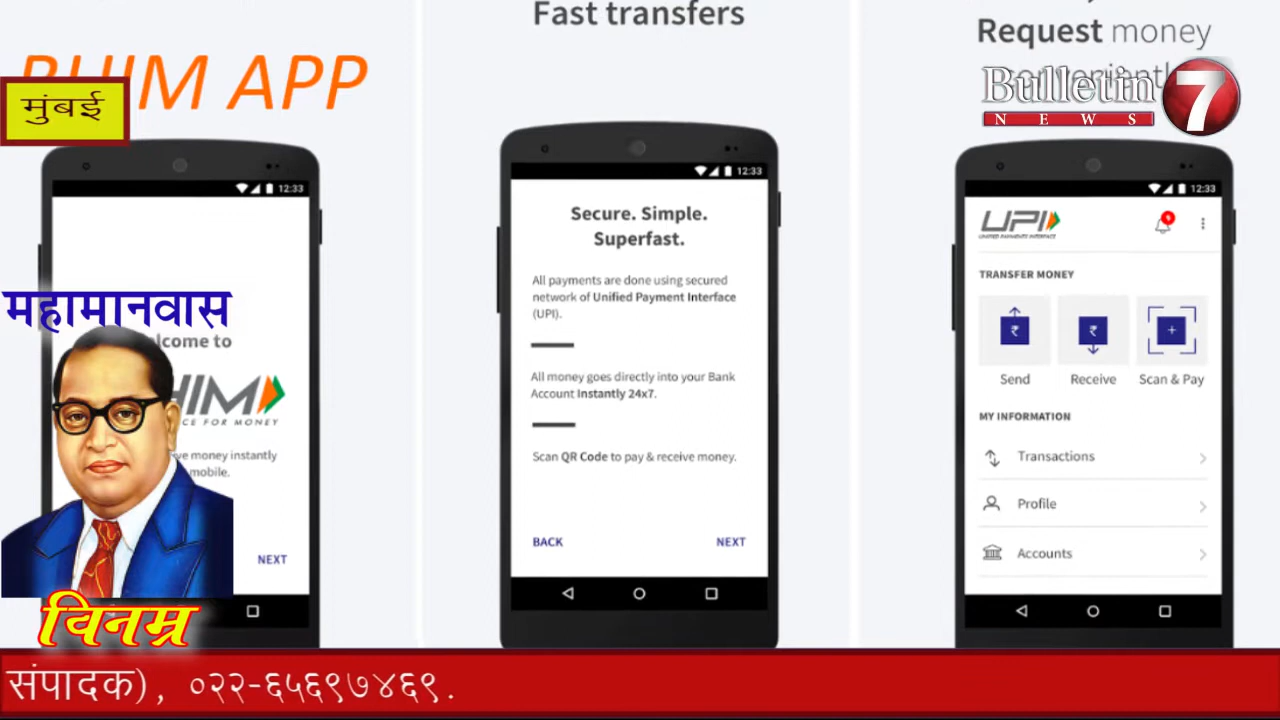 Fast transfers
Request money
BHIM APP
मुंबई
Bulletin 7
NEWS
12:33
महामानवास
to
HIM
CE FOR MONEY
money instantly
mobile.
NEXT
विनम्र
12:33
Secure. Simple.
Superfast.
All payments are done using secured
network of Unified Payment Interface
(UPI).
All money goes directly into your Bank
Account Instantly 24x7.
Scan QR Code to pay & receive money.
BACK
NEXT
12:33
UPI
UNIFIED PAYMENTS INTERFACE
TRANSFER MONEY
Send
Receive
Scan & Pay
MY INFORMATION
Transactions
Profile
Accounts
संपादक), ०२२-६५६९७४६९.